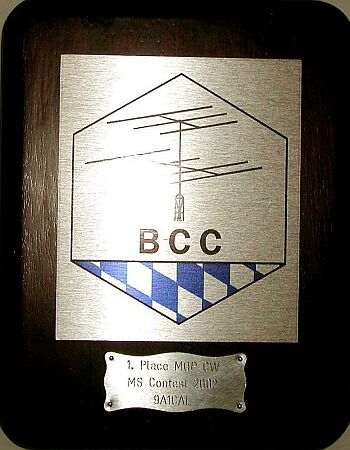 BCC
1. Place MOP CW
MS Contest 2002
9A1CAL